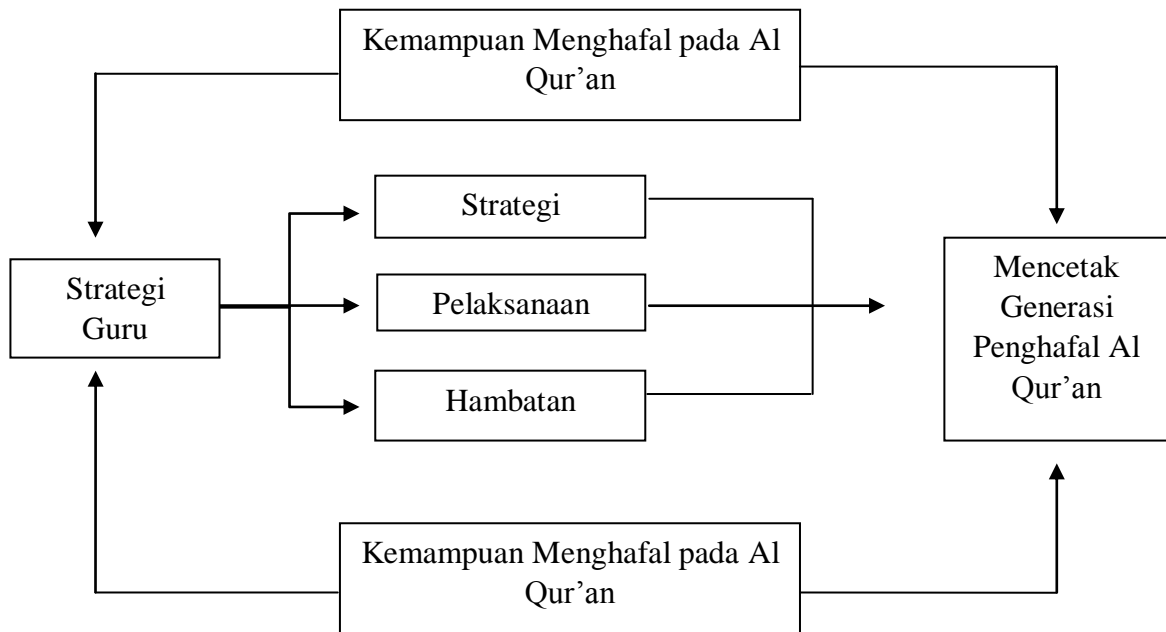 Kemampuan Menghafal pada Al
Qur’an
Strategi
Strategi
Guru
Pelaksanaan
Hambatan
Mencetak
Generasi
Penghafal Al
Qur’an
Kemampuan Menghafal pada Al
Qur’an